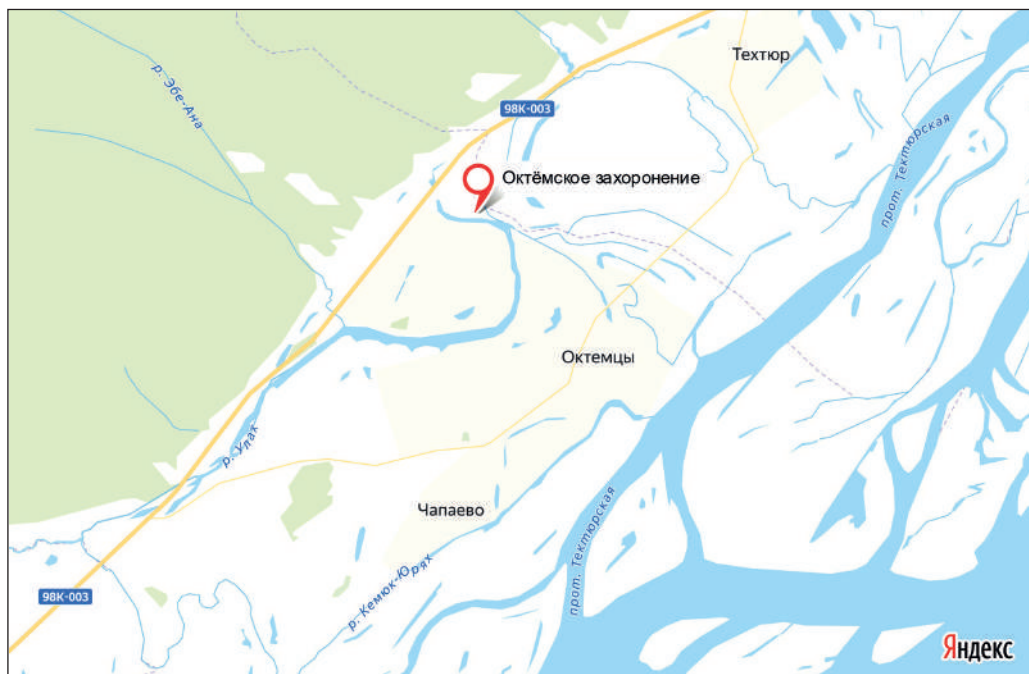 Техтюр
р. Эбе-Ана
98К-003
прот. Тектюрская
Октёмское захоронение
Октемцы
р. Улах
Чапаево
прот. Тектюрская
р. Кемюк-Юрях
98К-003
Яндекс